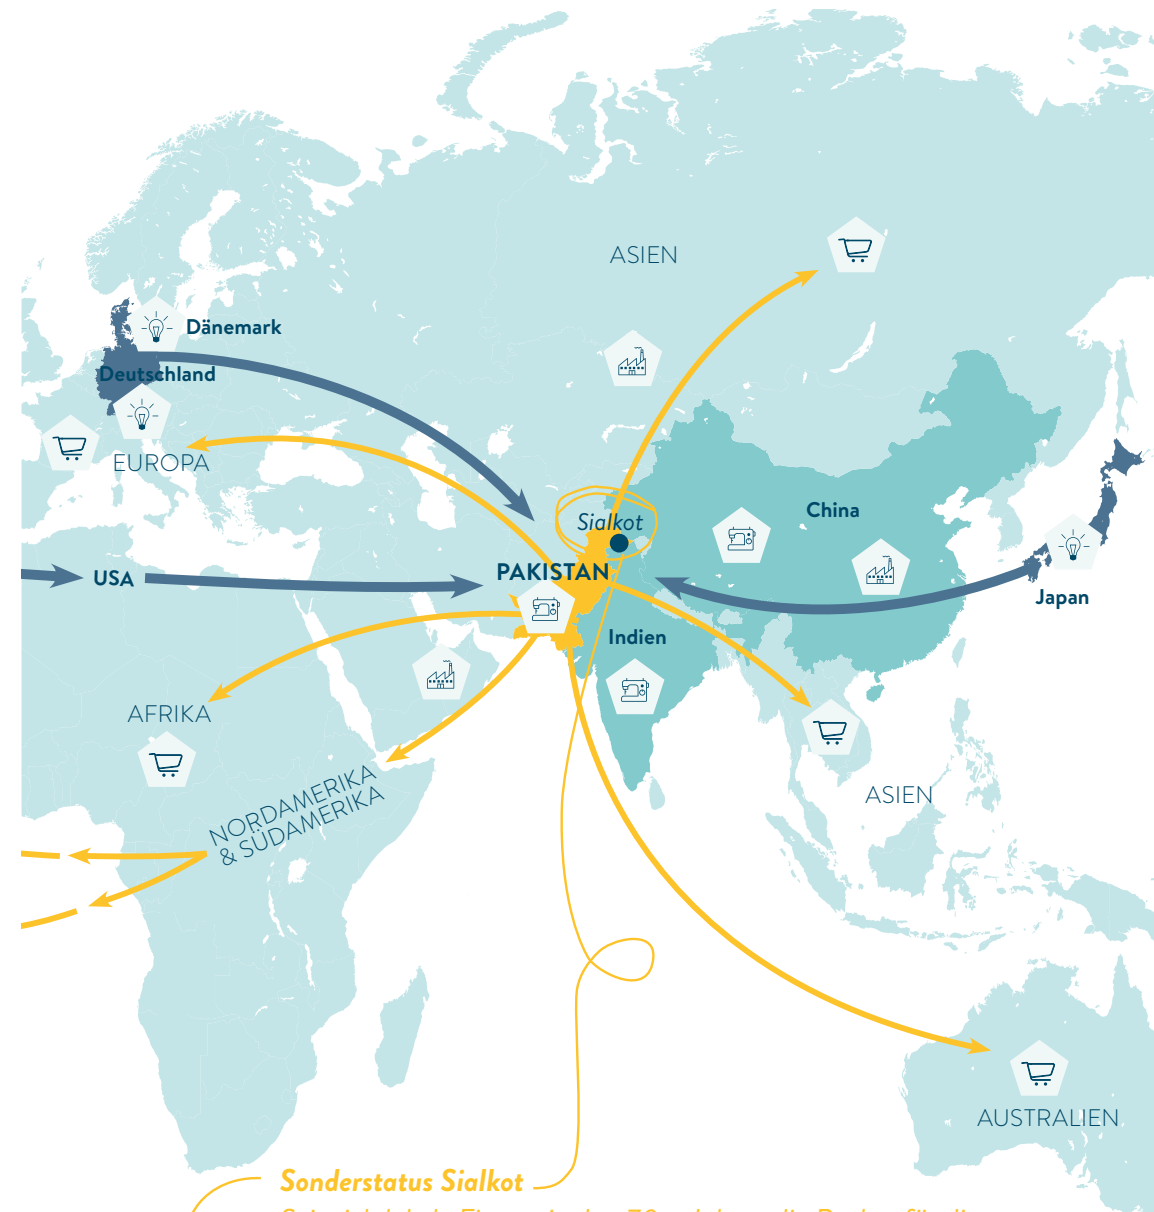 ASIEN
Dänemark
Deutschland
EUROPA
China
Sialkot
USA
PAKISTAN
Japan
Indien
AFRIKA
NORDAMERIKA
& SÜDAMERIKA
ASIEN
AUSTRALIEN
Sonderstatus Sialkot